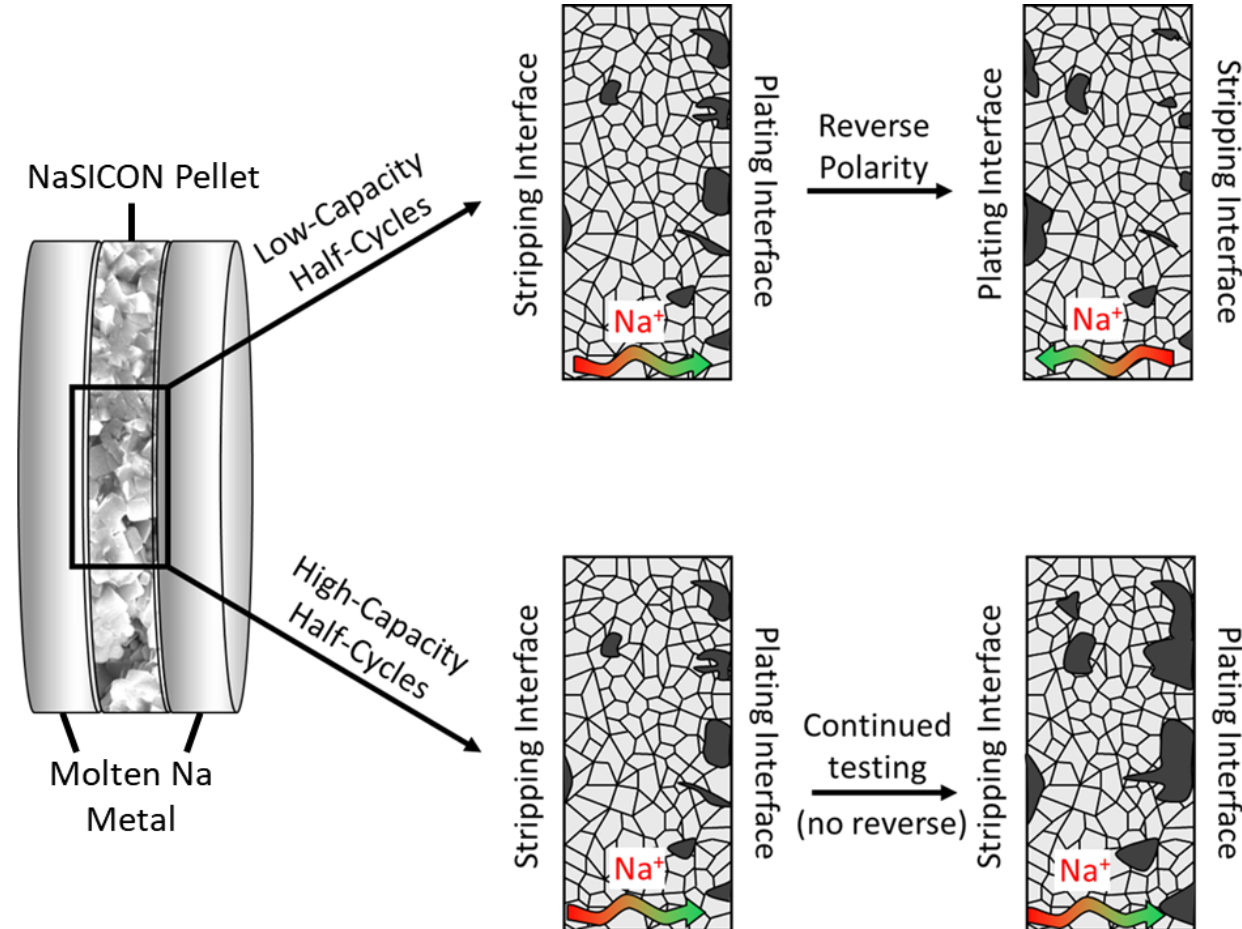 NaSICON Pellet
Molten Na
Metal
Low-Capacity
Half-Cycles
Stripping Interface
Na⁺
Plating Interface
Reverse
Polarity
Plating Interface
Na⁺
Stripping Interface
High-Capacity
Half-Cycles
Stripping Interface
Na⁺
Plating Interface
Continued
testing
(no reverse)
Stripping Interface
Na⁺
Plating Interface